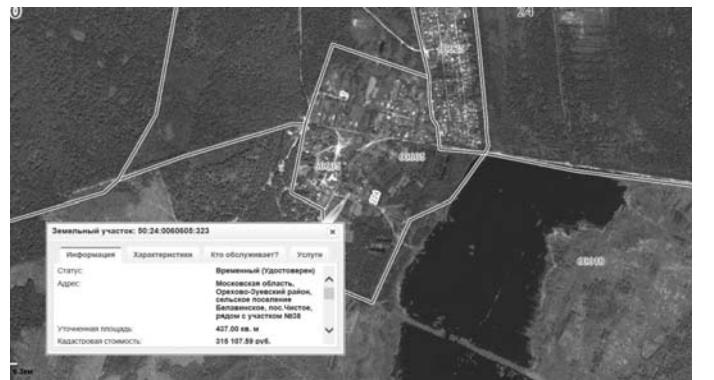 24
Земельный участок: 50:24:0060605:323
Информация Характеристики Кто обслуживает? Услуги
Статус: Временный (Удостоверен)
Адрес: Московская область,
Орехово-Зуевский район,
сельское поселение
Белавинское, пос.Чистое,
рядом с участком №38
Уточненная площадь: 437.00 кв. м
Кадастровая стоимость: 315 107.59 руб.